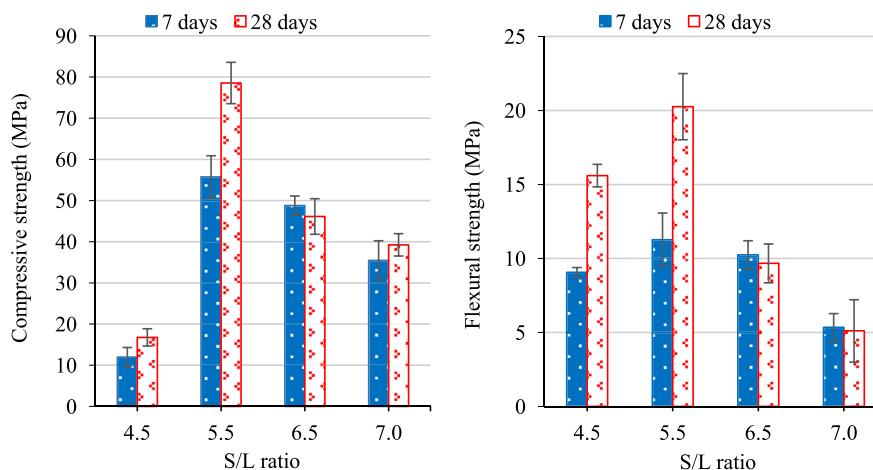 7 days 28 days
Compressive strength (MPa)
90
80
70
60
50
40
30
20
10
0
4.5 5.5 6.5 7.0
S/L ratio
7 days 28 days
Flexural strength (MPa)
25
20
15
10
5
0
4.5 5.5 6.5 7.0
S/L ratio